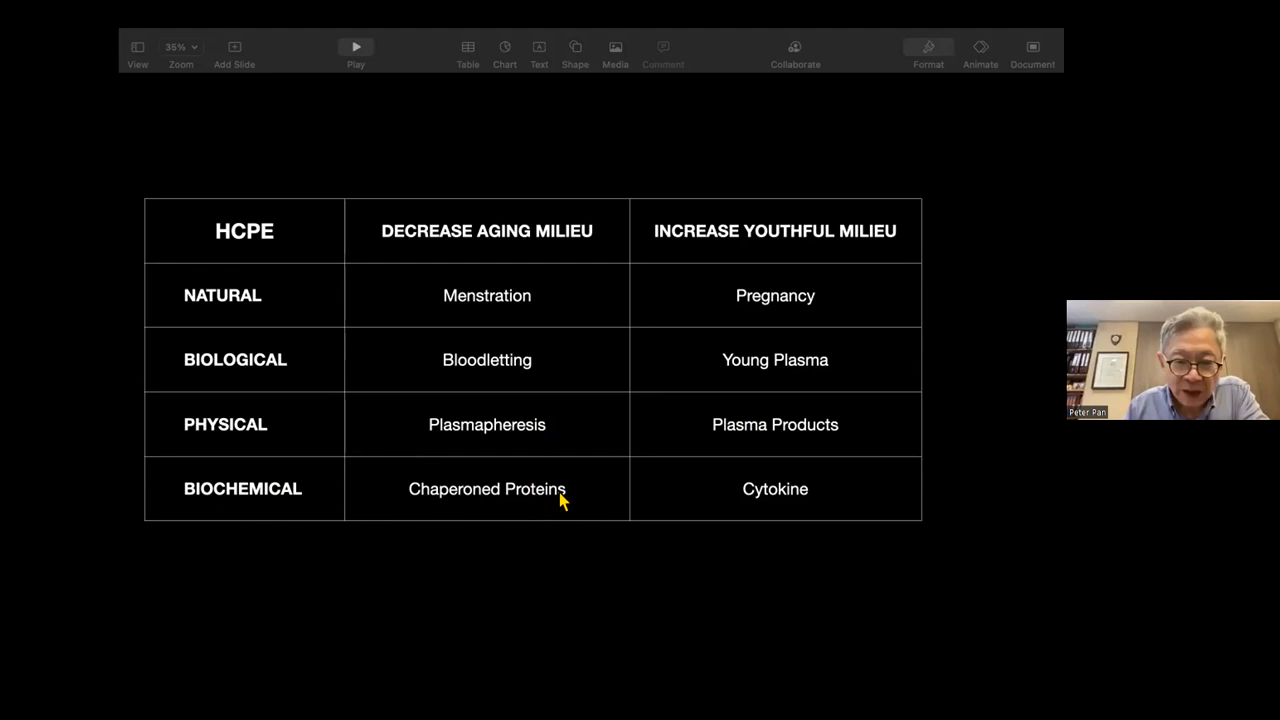 35%
View
Zoom
Add Slide
Play
Table
Chart
Text
Shape
Media
Comment
Collaborate
Format
Animate
Document
HCPE
DECREASE AGING MILIEU
INCREASE YOUTHFUL MILIEU
NATURAL
Menstration
Pregnancy
BIOLOGICAL
Bloodletting
Young Plasma
PHYSICAL
Plasmapheresis
Plasma Products
BIOCHEMICAL
Chaperoned Proteins
Cytokine
Peter Pan